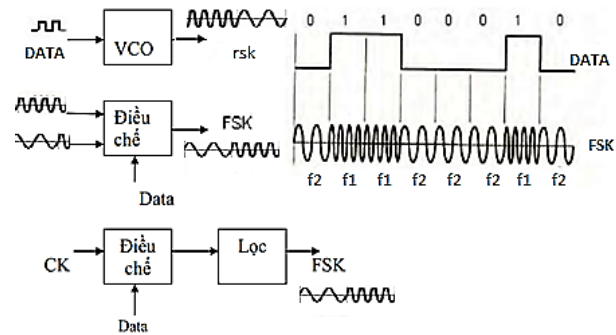 DATA
VCO
rsk
Điều
chế
FSK
Data
CK
Điều
chế
Lọc
FSK
Data
0 1 1 0 0 0 1 0
DATA
FSK
f2 f1 f1 f2 f2 f2 f1 f2